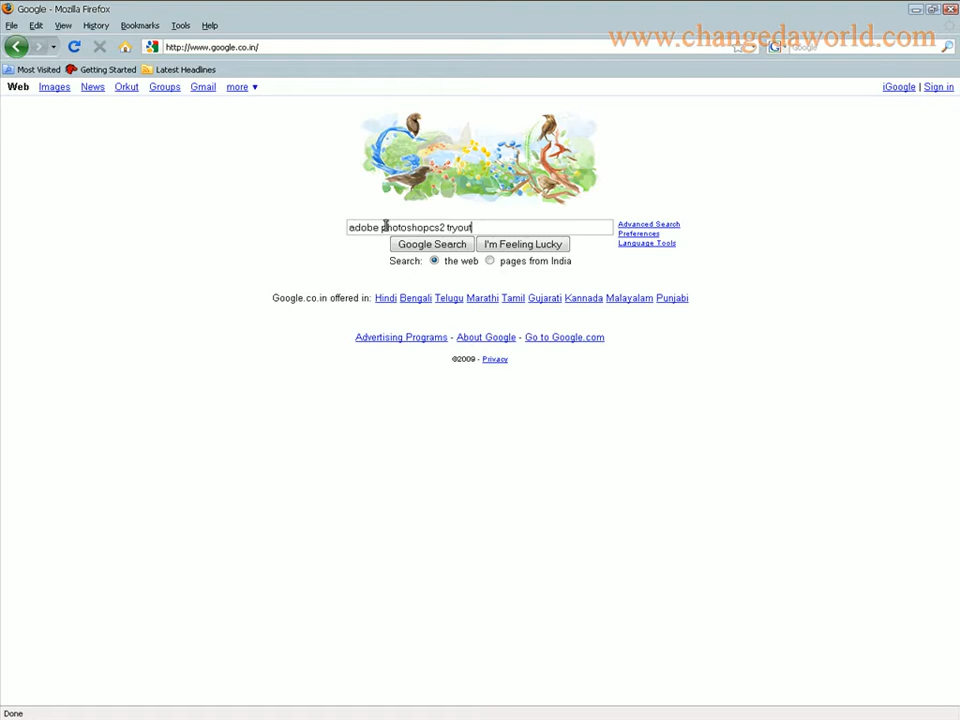 Google - Mozilla Firefox
File Edit View History Bookmarks Tools Help
http://www.google.co.in/
www.changedaworld.com
Google
Most Visited Getting Started Latest Headlines
Web Images News Orkut Groups Gmail more ▼ iGoogle | Sign in
adobe photoshopcs2 tryout
Advanced Search
Preferences
Language Tools
Google Search I'm Feeling Lucky
Search: the web pages from India
Google.co.in offered in: Hindi Bengali Telugu Marathi Tamil Gujarati Kannada Malayalam Punjabi
Advertising Programs - About Google - Go to Google.com
©2009 - Privacy
Done